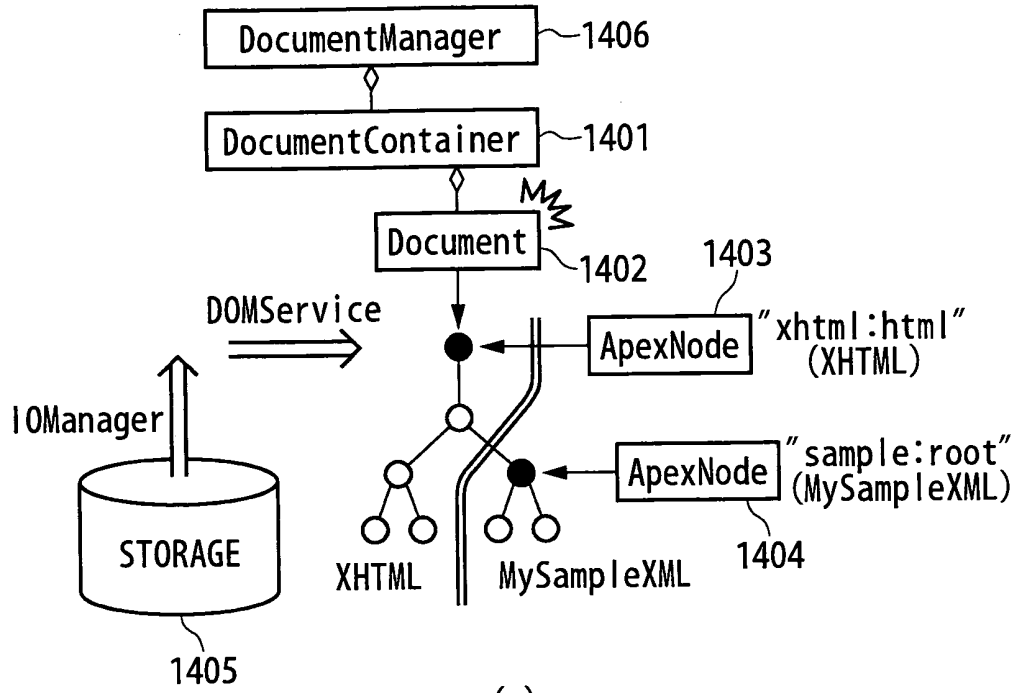 DocumentManager
1406
DocumentContainer
1401
Document
1402
1403
DOMService
ApexNode
"xhtml:html"
(XHTML)
IOManager
ApexNode
"sample:root"
(MySampleXML)
STORAGE
XHTML
MySampleXML
1404
1405